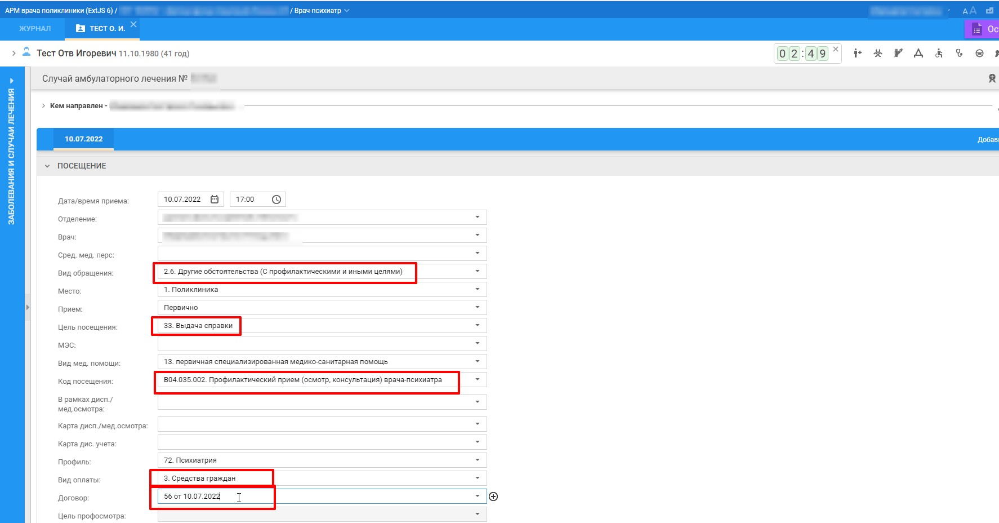 АРМ врача поликлиники (ExtJS 6) / / Врач-психиатр
AA
ЖУРНАЛ
ТЕСТ О. И.
Ос
Тест Отв Игоревич 11.10.1980 (41 год)
02:49
ЗАБОЛЕВАНИЯ И СЛУЧАИ ЛЕЧЕНИЯ
Случай амбулаторного лечения №
Кем направлен -
10.07.2022
Добав
ПОСЕЩЕНИЕ
Дата/время приема: 10.07.2022 17:00
Отделение:
Врач:
Сред. мед. перс:
Вид обращения: 2.6. Другие обстоятельства (С профилактическими и иными целями)
Место: 1. Поликлиника
Прием: Первично
Цель посещения: 33. Выдача справки
МЭС:
Вид мед. помощи: 13. первичная специализированная медико-санитарная помощь
Код посещения: B04.035.002. Профилактический прием (осмотр, консультация) врача-психиатра
В рамках дисп./
мед.осмотра:
Карта дисп./мед.осмотра:
Карта дис. учета:
Профиль: 72. Психиатрия
Вид оплаты: 3. Средства граждан
Договор: 56 от 10.07.2022
Цель профосмотра: